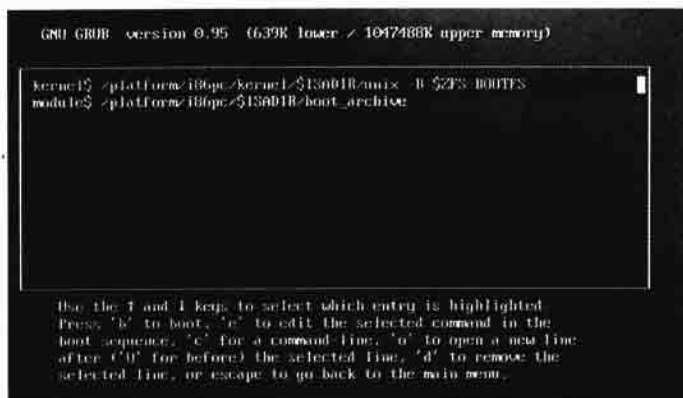 GNU GRUB version 0.95 (639K lower / 1047488K upper memory)
kernel$ /platform/i86pc/kernel/$ISADIR/unix -B $ZFS-BOOTFS
module$ /platform/i86pc/$ISADIR/boot_archive
Use the ↑ and ↓ keys to select which entry is highlighted.
Press 'b' to boot, 'e' to edit the selected command in the
boot sequence, 'c' for a command-line, 'o' to open a new line
after ('O' for before) the selected line, 'd' to remove the
selected line, or escape to go back to the main menu.